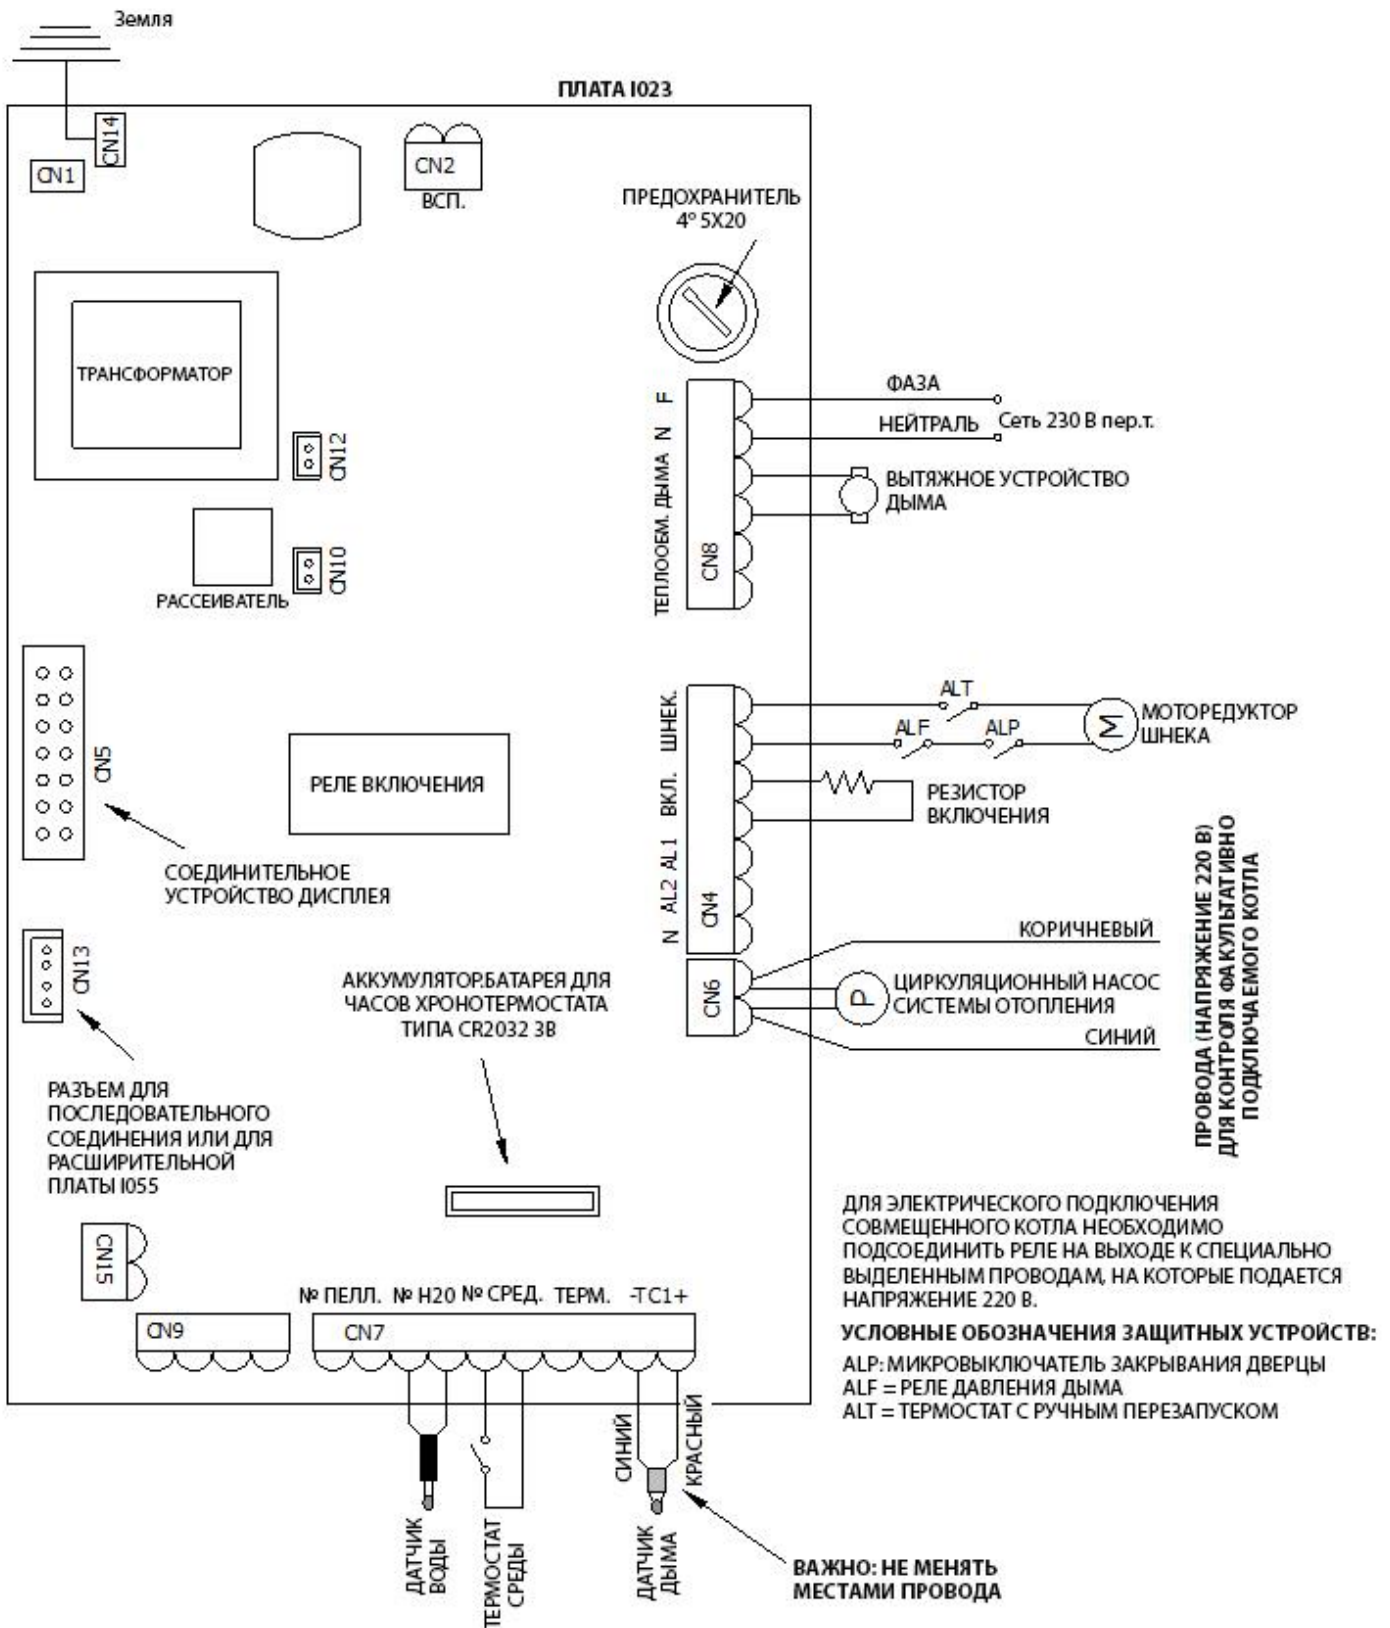 Земля
ПЛАТА I023
CN14
CN1
CN2
ВСП.
ПРЕДОХРАНИТЕЛЬ
4º 5X20
ТРАНСФОРМАТОР
CN12
F
N
ТЕПЛООБМ. ДЫМА
CN8
ФАЗА
НЕЙТРАЛЬ
Сеть 230 В пер.т.
ВЫТЯЖНОЕ УСТРОЙСТВО
ДЫМА
CN10
РАССЕИВАТЕЛЬ
CN5
РЕЛЕ ВКЛЮЧЕНИЯ
СОЕДИНИТЕЛЬНОЕ
УСТРОЙСТВО ДИСПЛЕЯ
N AL2 AL1 ВКЛ. ШНЕК.
CN4
ALT
ALF
ALP
M
МОТОРЕДУКТОР
ШНЕКА
РЕЗИСТОР
ВКЛЮЧЕНИЯ
CN6
КОРИЧНЕВЫЙ
P
ЦИРКУЛЯЦИОННЫЙ НАСОС
СИСТЕМЫ ОТОПЛЕНИЯ
СИНИЙ
ПРОВОДА (НАПРЯЖЕНИЕ 220 В)
ДЛЯ КОНТРОЛЯ ФАКУЛЬТАТИВНО
ПОДКЛЮЧАЕМОГО КОТЛА
CN13
АККУМУЛЯТОР.БАТАРЕЯ ДЛЯ
ЧАСОВ ХРОНОТЕРМОСТАТА
ТИПА CR2032 3В
РАЗЪЕМ ДЛЯ
ПОСЛЕДОВАТЕЛЬНОГО
СОЕДИНЕНИЯ ИЛИ ДЛЯ
РАСШИРИТЕЛЬНОЙ
ПЛАТЫ I055
CN15
CN9
№ ПЕЛЛ. № H20 № СРЕД. ТЕРМ. -TC1+
CN7
ДЛЯ ЭЛЕКТРИЧЕСКОГО ПОДКЛЮЧЕНИЯ
СОВМЕЩЕННОГО КОТЛА НЕОБХОДИМО
ПОДСОЕДИНИТЬ РЕЛЕ НА ВЫХОДЕ К СПЕЦИАЛЬНО
ВЫДЕЛЕННЫМ ПРОВОДАМ, НА КОТОРЫЕ ПОДАЕТСЯ
НАПРЯЖЕНИЕ 220 В.
УСЛОВНЫЕ ОБОЗНАЧЕНИЯ ЗАЩИТНЫХ УСТРОЙСТВ:
ALP: МИКРОВЫКЛЮЧАТЕЛЬ ЗАКРЫВАНИЯ ДВЕРЦЫ
ALF = РЕЛЕ ДАВЛЕНИЯ ДЫМА
ALT = ТЕРМОСТАТ С РУЧНЫМ ПЕРЕЗАПУСКОМ
СИНИЙ
КРАСНЫЙ
ДАТЧИК
ВОДЫ
ТЕРМОСТАТ
СРЕДЫ
ДАТЧИК
ДЫМА
ВАЖНО: НЕ МЕНЯТЬ
МЕСТАМИ ПРОВОДА